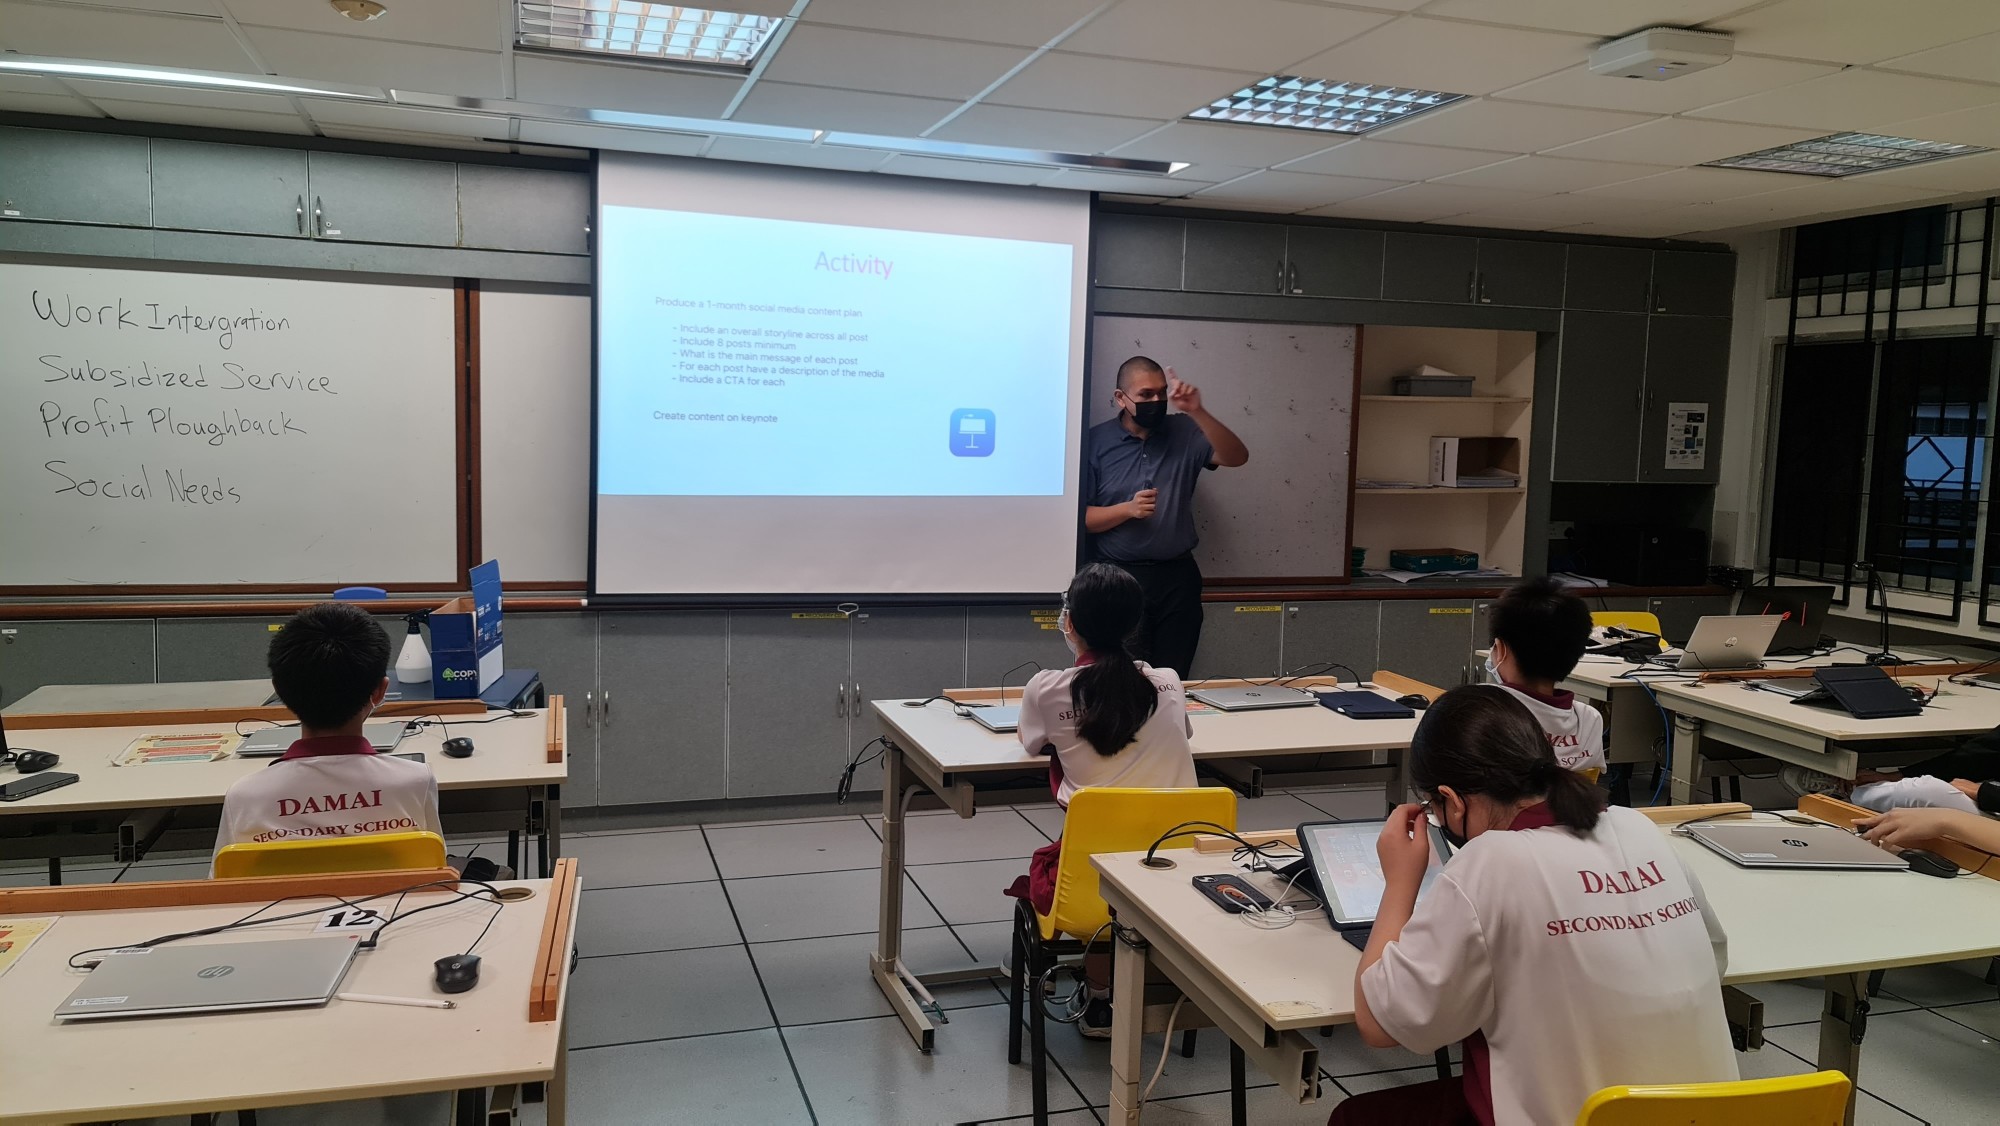 Work Intergration
Subsidized Service
Profit Ploughback
Social Needs
Activity
Produce a 1-month social media content plan
- Include an overall storyline across all post
- Include 8 posts minimum
- What is the main message of each post
- For each post have a description of the media
- Include a CTA for each
Create content on keynote
DAMAI
SECONDARY SCHOOL
DAMAI
SECONDARY SCHOOL
12
hp
hp